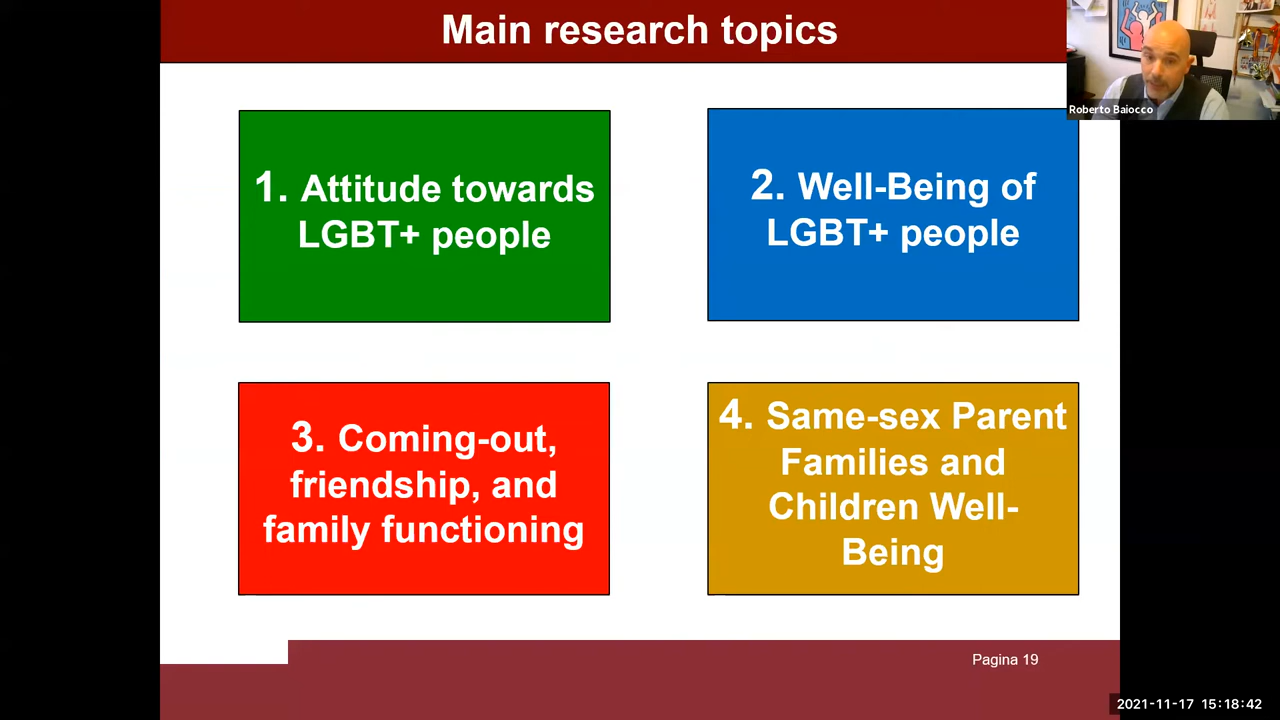 Main research topics
Roberto Baiocco
1. Attitude towards
LGBT+ people
2. Well-Being of
LGBT+ people
3. Coming-out,
friendship, and
family functioning
4. Same-sex Parent
Families and
Children Well-
Being
Pagina 19
2021-11-17 15:18:42